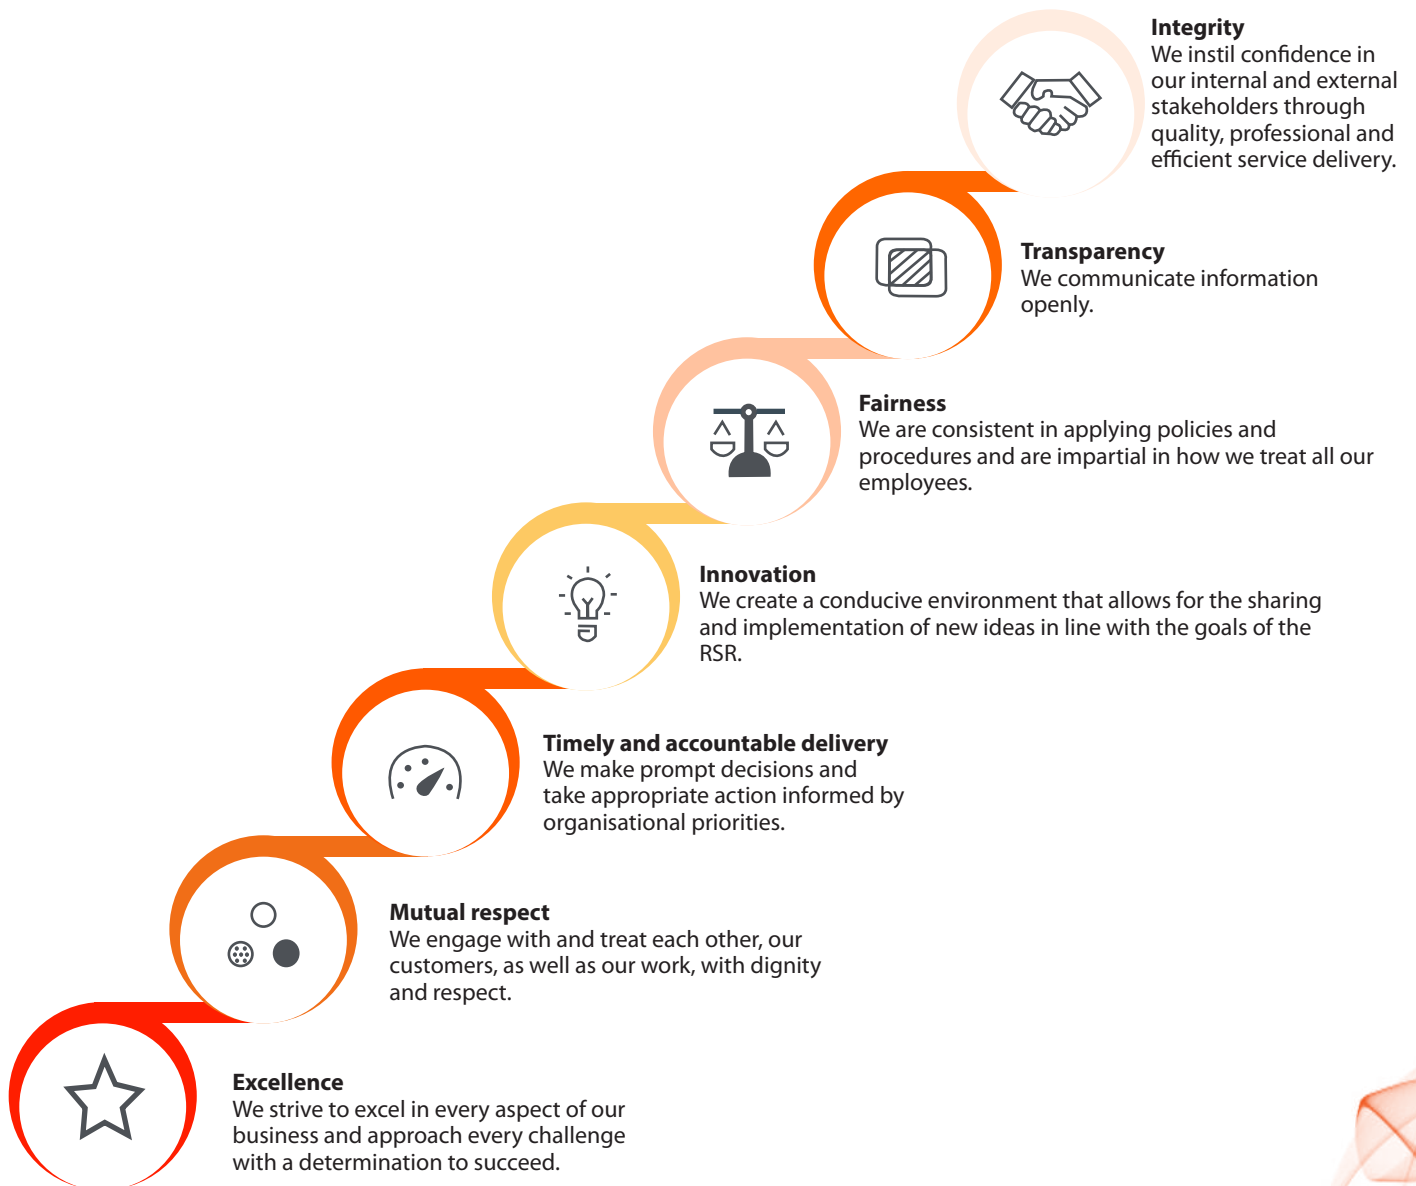 Integrity
We instil confidence in
our internal and external
stakeholders through
quality, professional and
efficient service delivery.
Transparency
We communicate information
openly.
Fairness
We are consistent in applying policies and
procedures and are impartial in how we treat all our
employees.
Innovation
We create a conducive environment that allows for the sharing
and implementation of new ideas in line with the goals of the
RSR.
Timely and accountable delivery
We make prompt decisions and
take appropriate action informed by
organisational priorities.
Mutual respect
We engage with and treat each other, our
customers, as well as our work, with dignity
and respect.
Excellence
We strive to excel in every aspect of our
business and approach every challenge
with a determination to succeed.